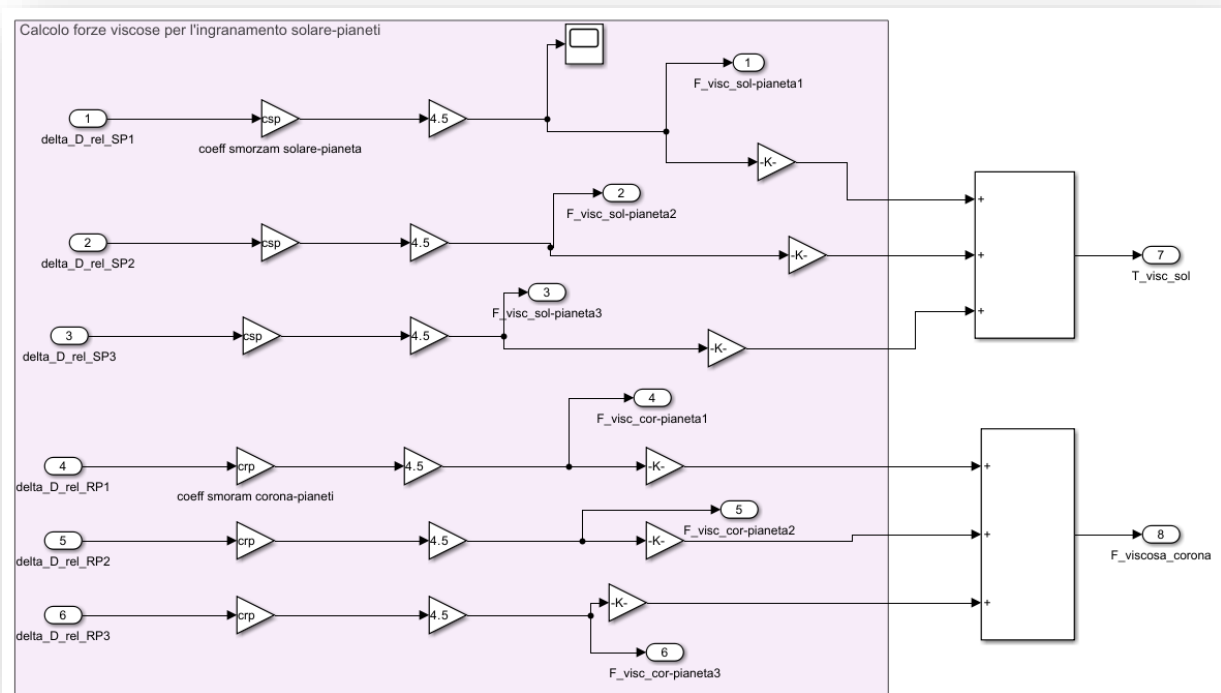 Calcolo forze viscose per l'ingranamento solare-pianeti
1
F_visc_sol-pianeta1
1
delta_D_rel_SP1
csp
coeff smorzam solare-pianeta
4.5
-K-
+
2
F_visc_sol-pianeta2
2
delta_D_rel_SP2
csp
4.5
-K-
+
7
T_visc_sol
3
F_visc_sol-pianeta3
+
3
delta_D_rel_SP3
csp
4.5
-K-
4
F_visc_cor-pianeta1
4
delta_D_rel_RP1
crp
coeff smoram corona-pianeti
4.5
-K-
+
5
F_visc_cor-pianeta2
5
delta_D_rel_RP2
crp
4.5
-K-
+
8
F_viscosa_corona
6
delta_D_rel_RP3
crp
4.5
-K-
+
6
F_visc_cor-pianeta3